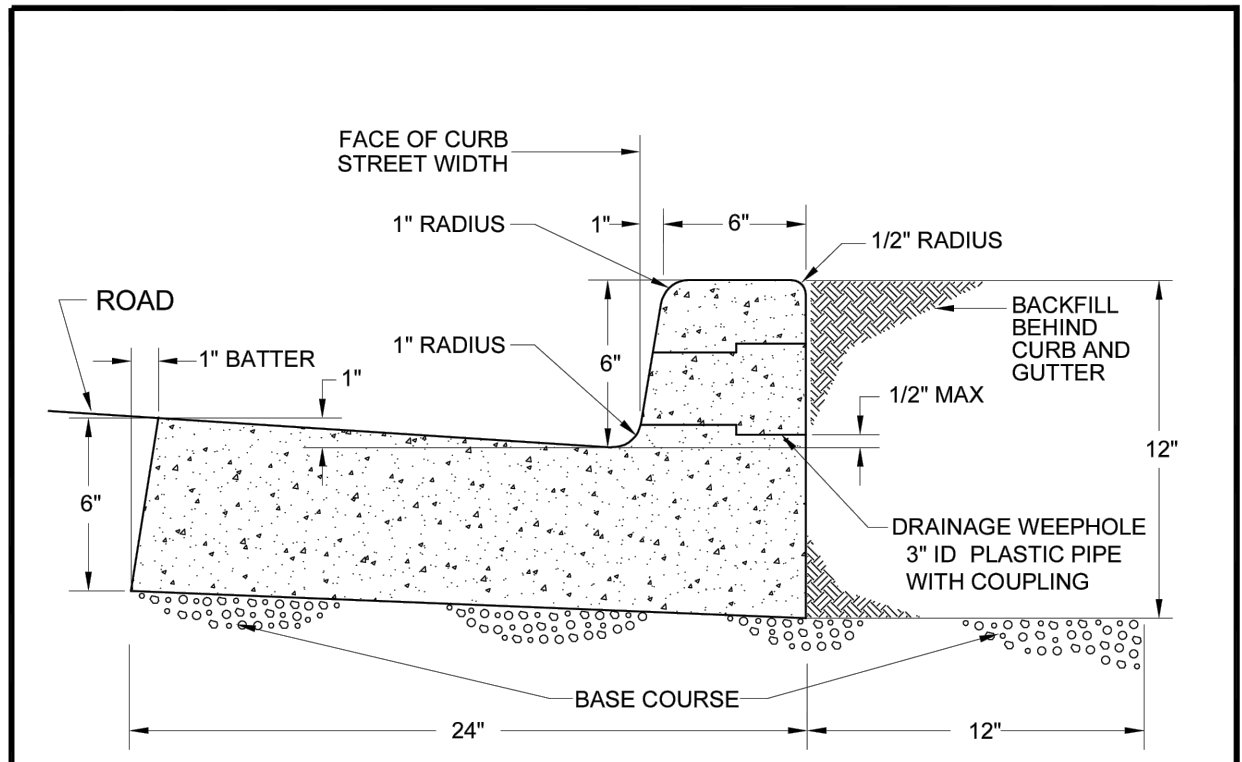 FACE OF CURB
STREET WIDTH
1" RADIUS
1"
6"
1/2" RADIUS
ROAD
BACKFILL
BEHIND
CURB AND
GUTTER
1" BATTER
1"
1" RADIUS
6"
1/2" MAX
12"
6"
DRAINAGE WEEPHOLE
3" ID PLASTIC PIPE
WITH COUPLING
BASE COURSE
24"
12"